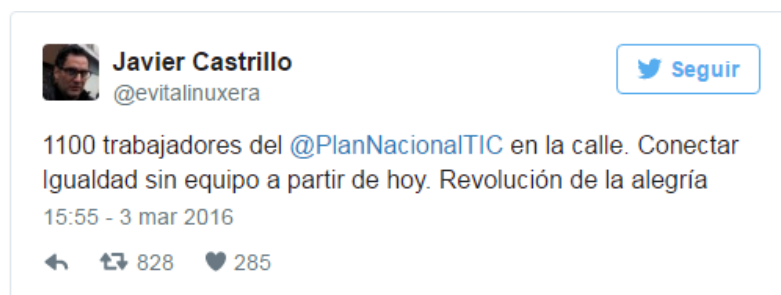 Javier Castrillo
@evitalinuxera
Seguir
1100 trabajadores del @PlanNacionalTIC en la calle. Conectar
Igualdad sin equipo a partir de hoy. Revolución de la alegría
15:55 - 3 mar 2016
828 285